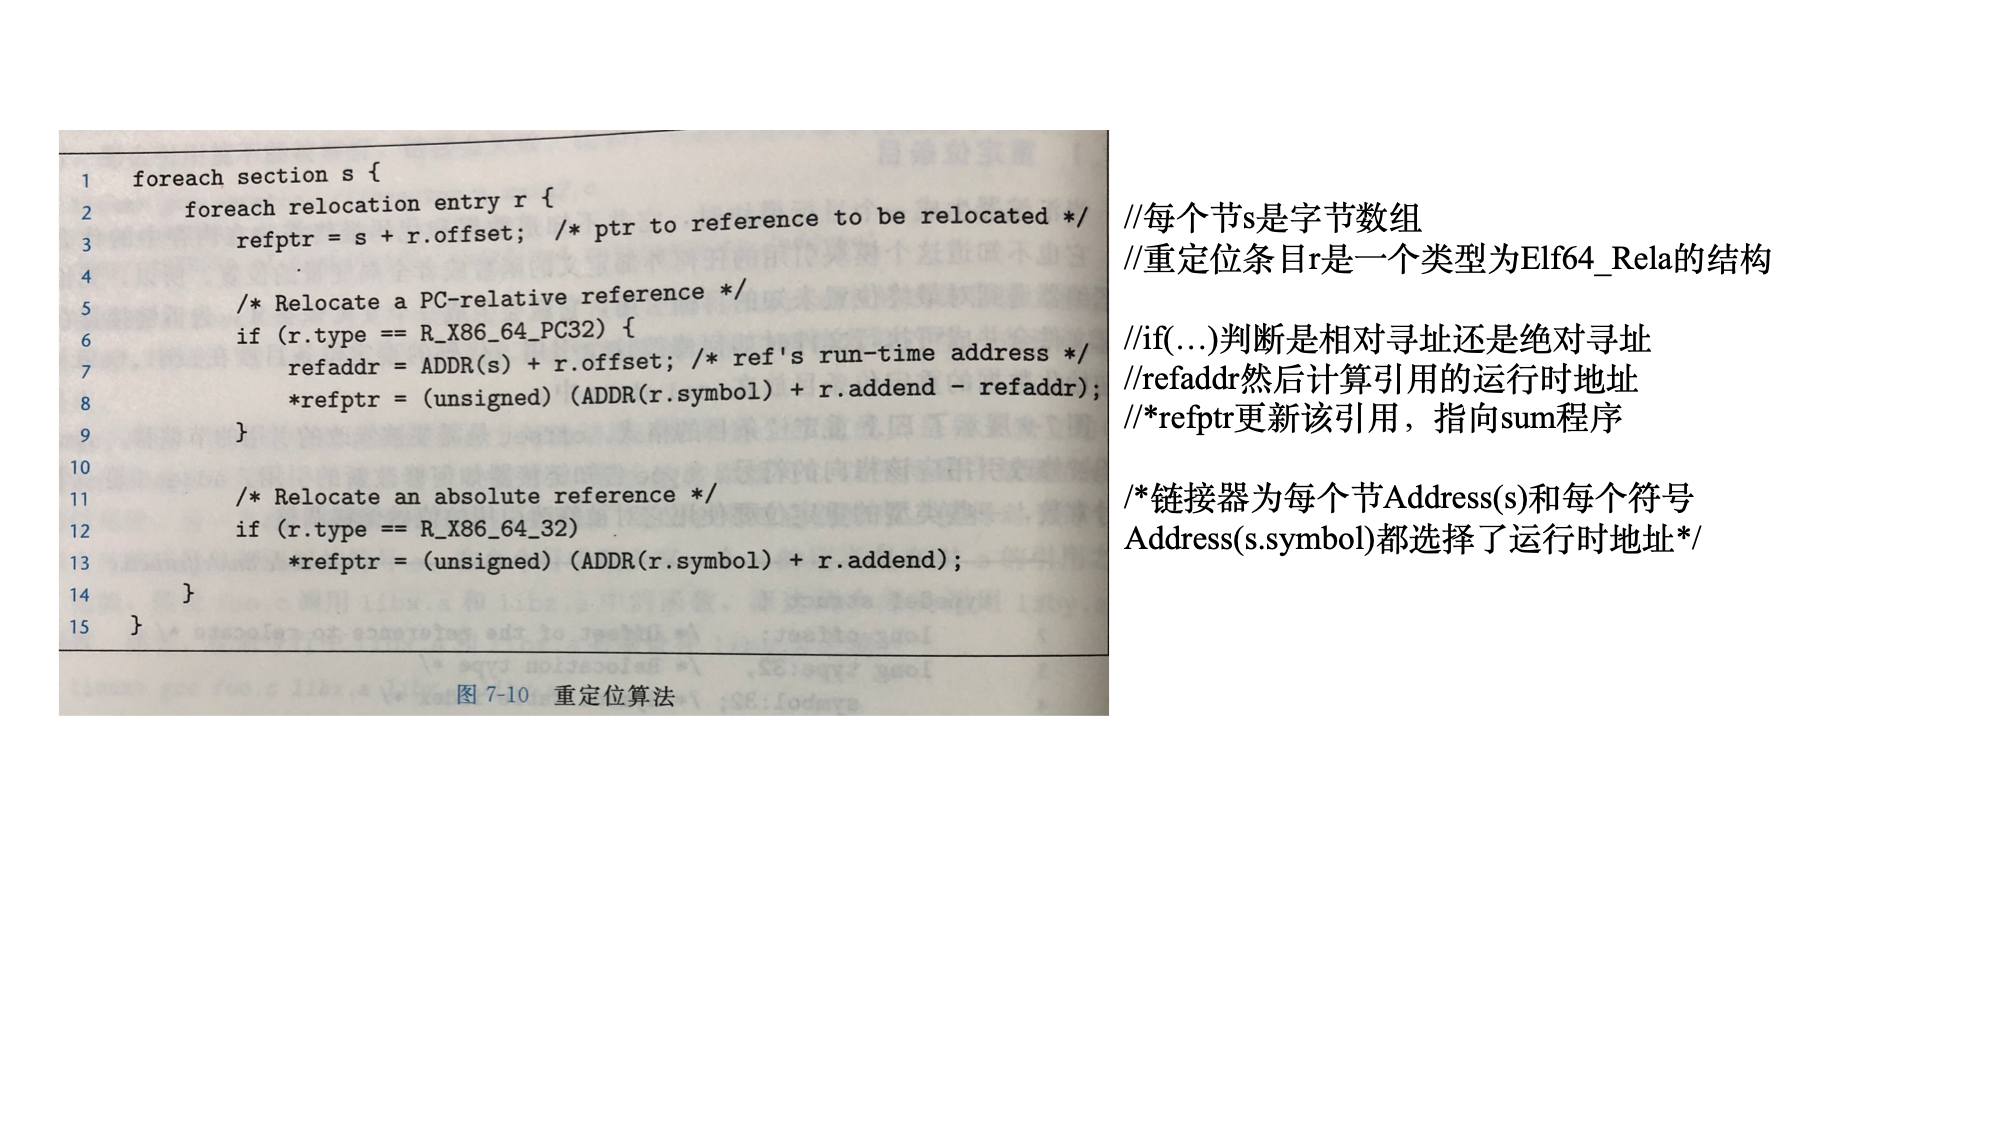 1 foreach section s {
2 foreach relocation entry r {
3 refptr = s + r.offset; /* ptr to reference to be relocated */
4
5 /* Relocate a PC-relative reference */
6 if (r.type == R_X86_64_PC32) {
7 refaddr = ADDR(s) + r.offset; /* ref's run-time address */
8 *refptr = (unsigned) (ADDR(r.symbol) + r.addend - refaddr);
9 }
10
11 /* Relocate an absolute reference */
12 if (r.type == R_X86_64_32)
13 *refptr = (unsigned) (ADDR(r.symbol) + r.addend);
14 }
15 }
图 7-10 重定位算法
//每个节s是字节数组
//重定位条目r是一个类型为Elf64_Rela的结构
//if(…)判断是相对寻址还是绝对寻址
//refaddr然后计算引用的运行时地址
//*refptr更新该引用，指向sum程序
/*链接器为每个节Address(s)和每个符号
Address(s.symbol)都选择了运行时地址*/